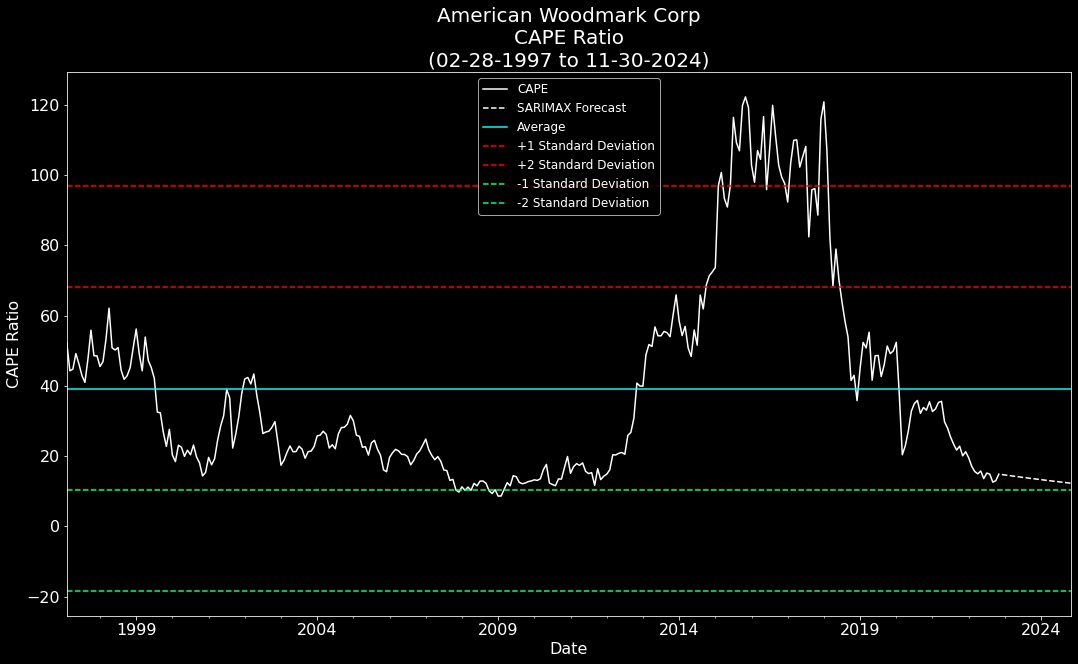 American Woodmark Corp
CAPE Ratio
(02-28-1997 to 11-30-2024)
CAPE
SARIMAX Forecast
Average
+1 Standard Deviation
+2 Standard Deviation
-1 Standard Deviation
-2 Standard Deviation
CAPE Ratio
120
100
80
60
40
20
0
−20
1999
2004
2009
2014
2019
2024
Date